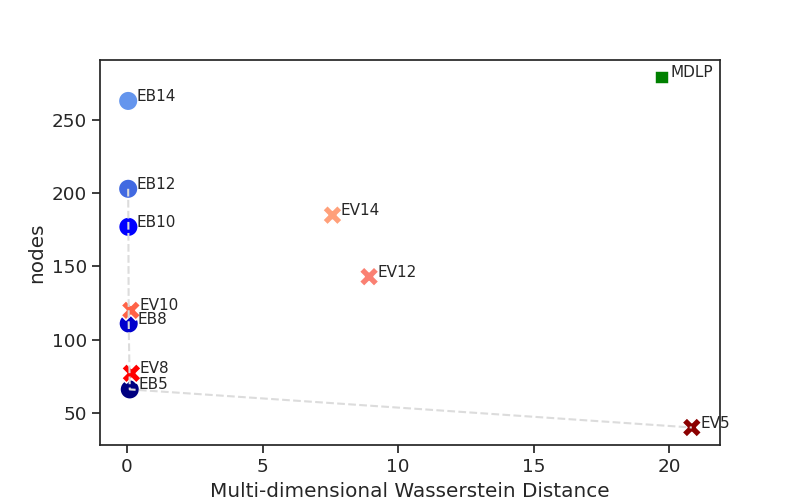 MDLP
EB14
250
EB12
200
EV14
EB10
150
EV12
EV10
EB8
100
EV8
EB5
50
EV5
nodes
0
5
10
15
20
Multi-dimensional Wasserstein Distance